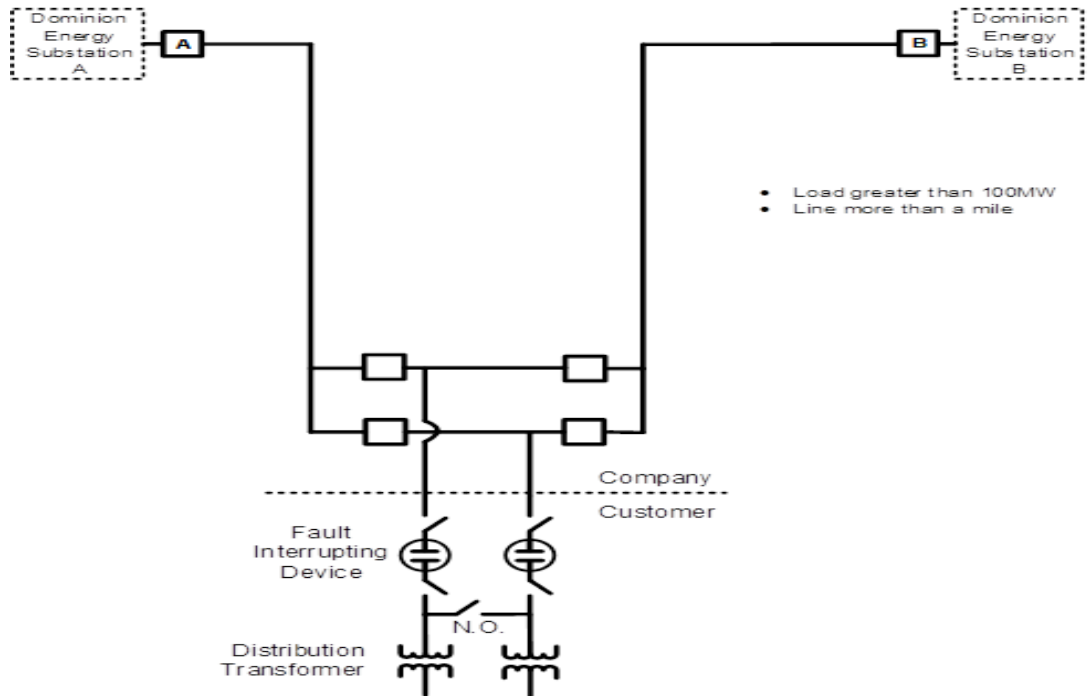 Dominion
Energy
Substation
A
A
B
Dominion
Energy
Substation
B
• Load greater than 100MW
• Line more than a mile
Company
Customer
Fault
Interrupting
Device
N.O.
Distribution
Transformer